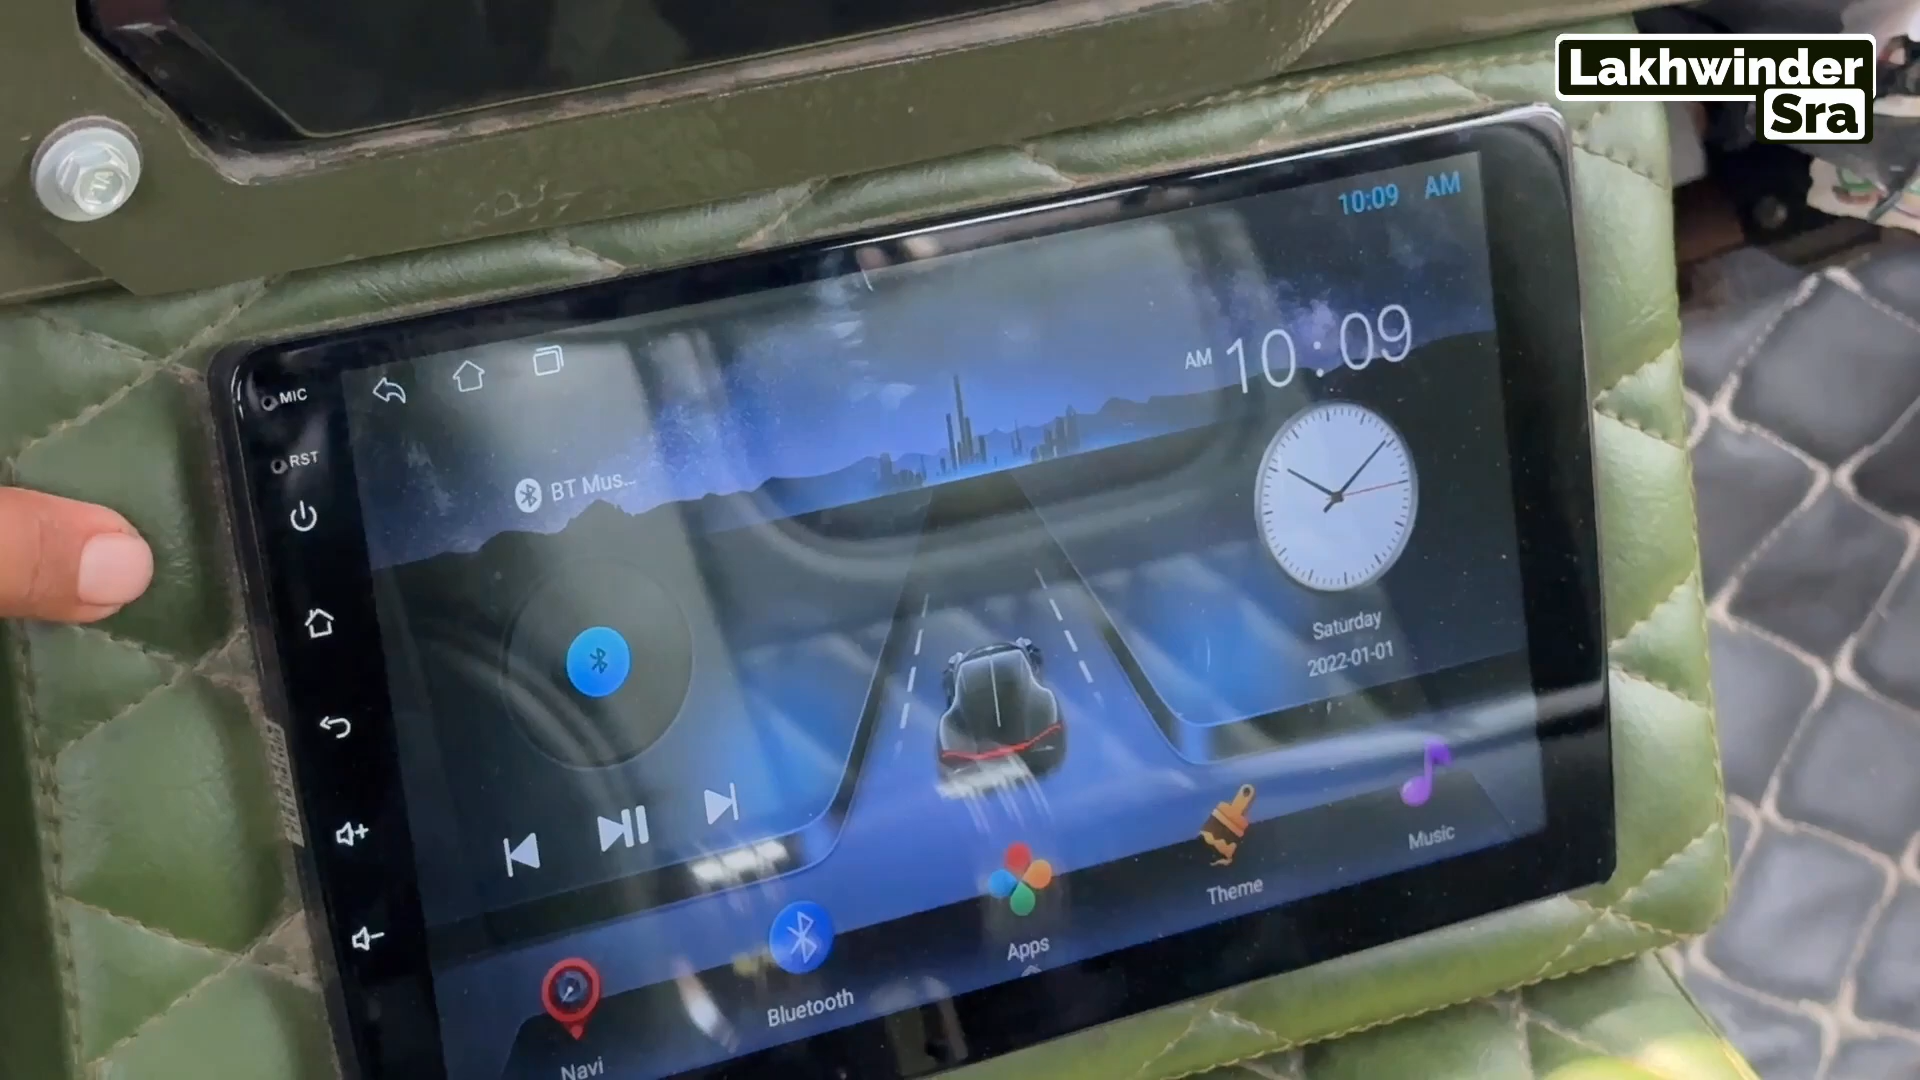 Lakhwinder
Sra
10:09 AM
MIC
RST
BT Mus...
AM 10:09
Saturday
2022-01-01
Navi
Bluetooth
Apps
Theme
Music